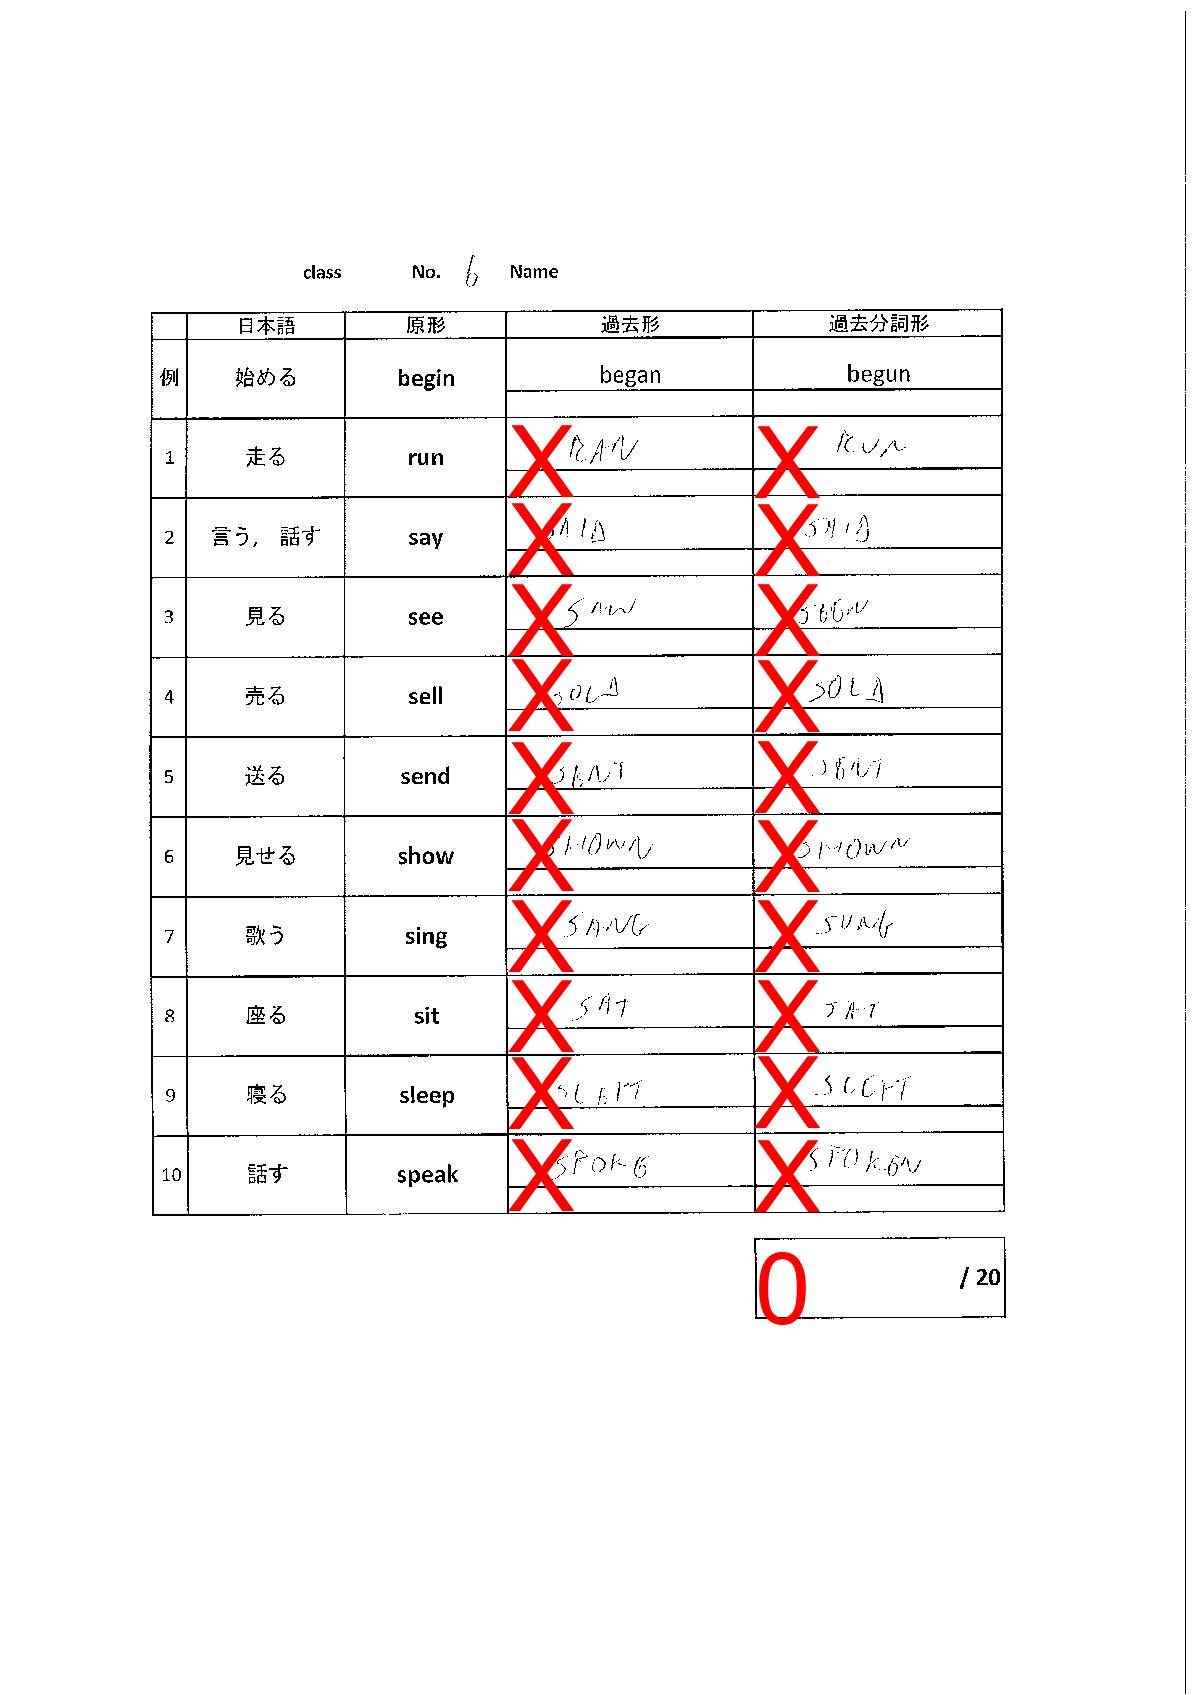 class No. 6 Name
日本語 原形 過去形 過去分詞形
例 始める begin began begun
1 走る run RAN RUN
2 言う, 話す say SAID SAID
3 見る see SAW SEEN
4 売る sell SOLD SOLD
5 送る send SENT SENT
6 見せる show SHOWN SHOWN
7 歌う sing SANG SUNG
8 座る sit SAT SAT
9 寝る sleep SLEPT SLEPT
10 話す speak SPOKE SPOKEN
0 / 20